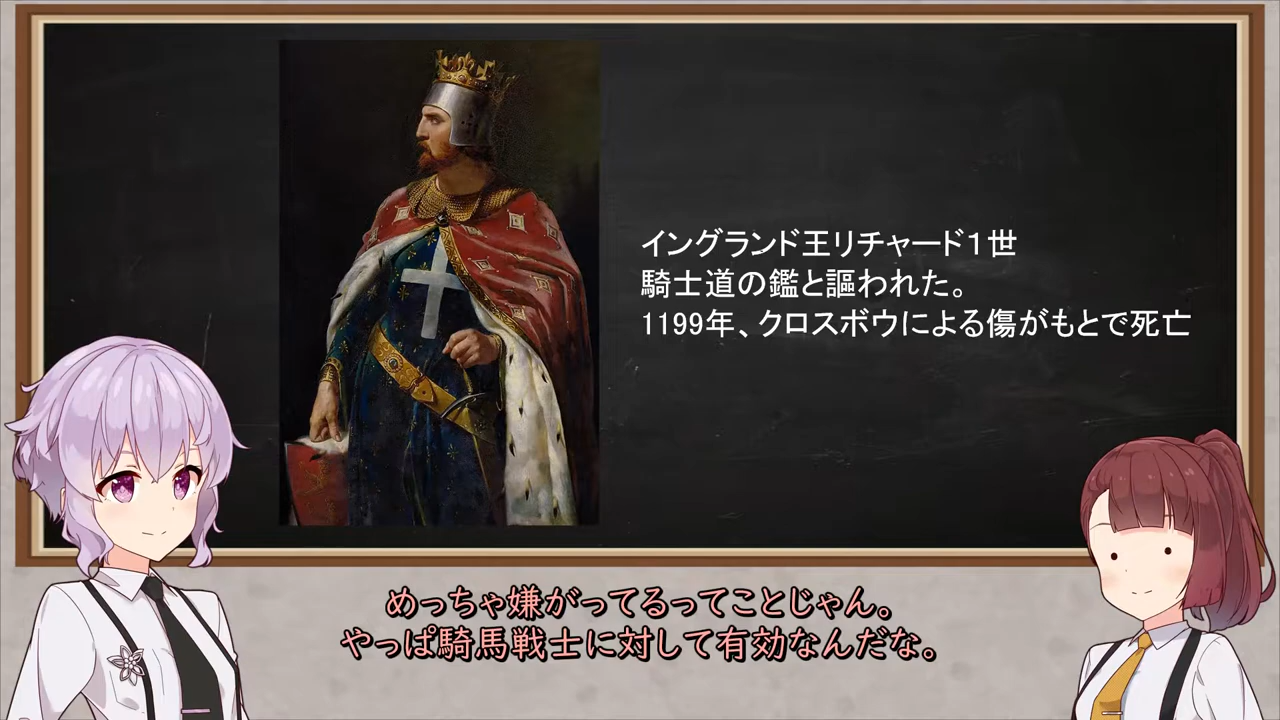 イングランド王リチャード1世
騎士道の鑑と謳われた。
1199年、クロスボウによる傷がもとで死亡
めっちゃ嫌がってるってことじゃん。
やっぱ騎馬戦士に対して有効なんだな。